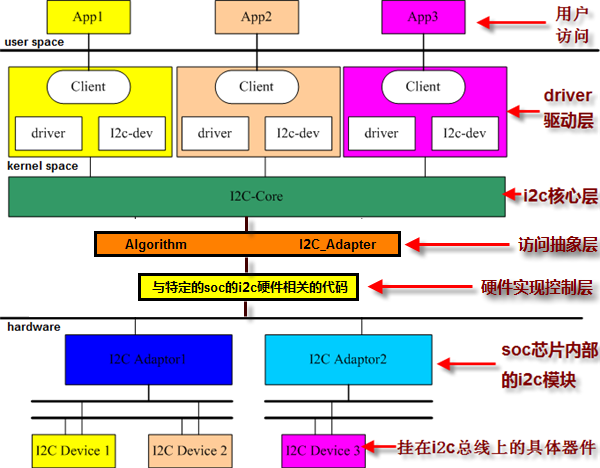 App1
App2
App3
用户
访问
user space
Client
Client
Client
driver
驱动层
driver
I2c-dev
driver
I2c-dev
driver
I2c-dev
kernel space
I2C-Core
i2c核心层
Algorithm I2C_Adapter
访问抽象层
与特定的soc的i2c硬件相关的代码
硬件实现控制层
hardware
I2C Adaptor1
I2C Adaptor2
soc芯片内部
的i2c模块
I2C Device 1
I2C Device 2
I2C Device 3
挂在i2c总线上的具体器件